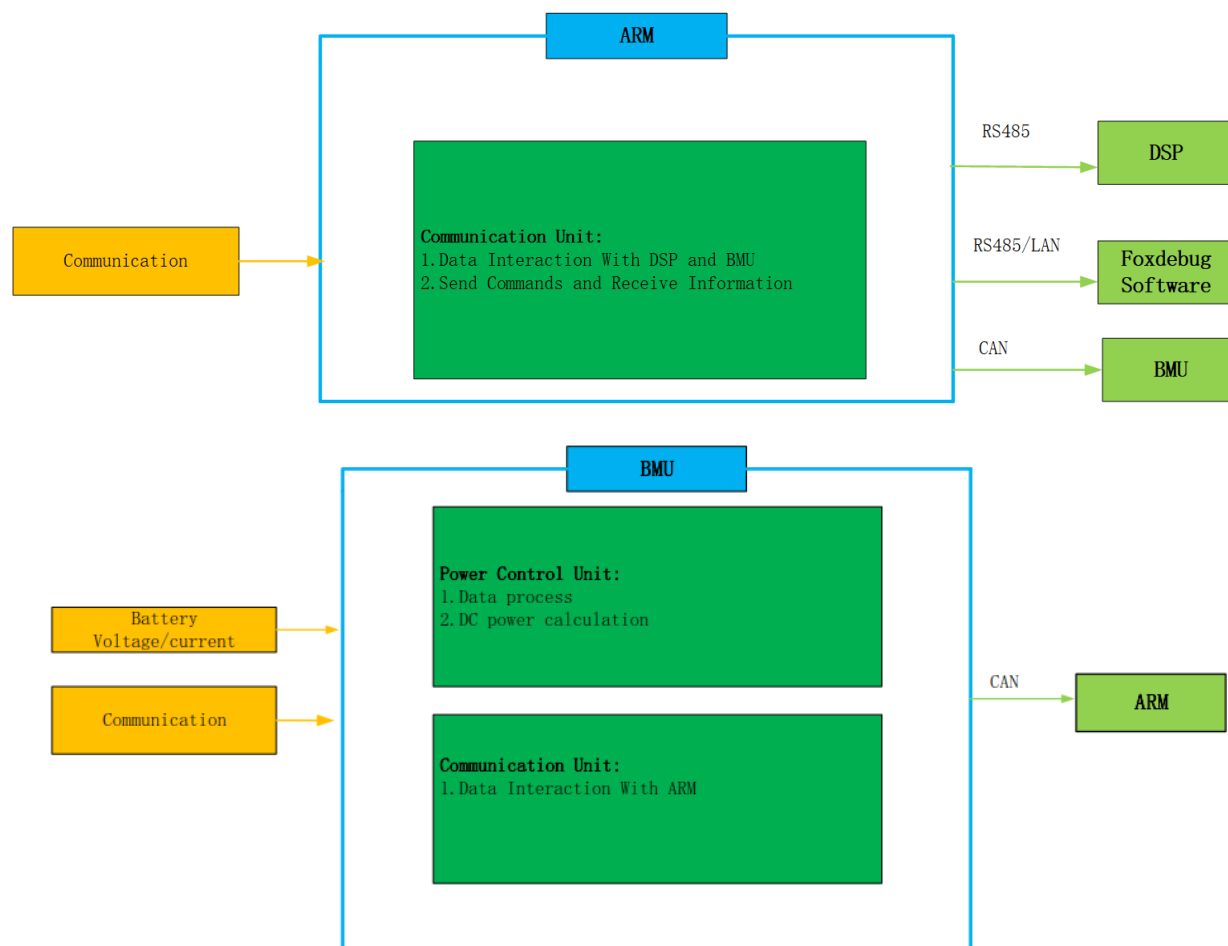 ARM
RS485
DSP
Communication Unit:
1.Data Interaction With DSP and BMU
2.Send Commands and Receive Information
Communication
RS485/LAN
Foxdebug
Software
CAN
BMU
BMU
Power Control Unit:
1.Data process
2.DC power calculation
Battery
Voltage/current
Communication
CAN
ARM
Communication Unit:
1.Data Interaction With ARM